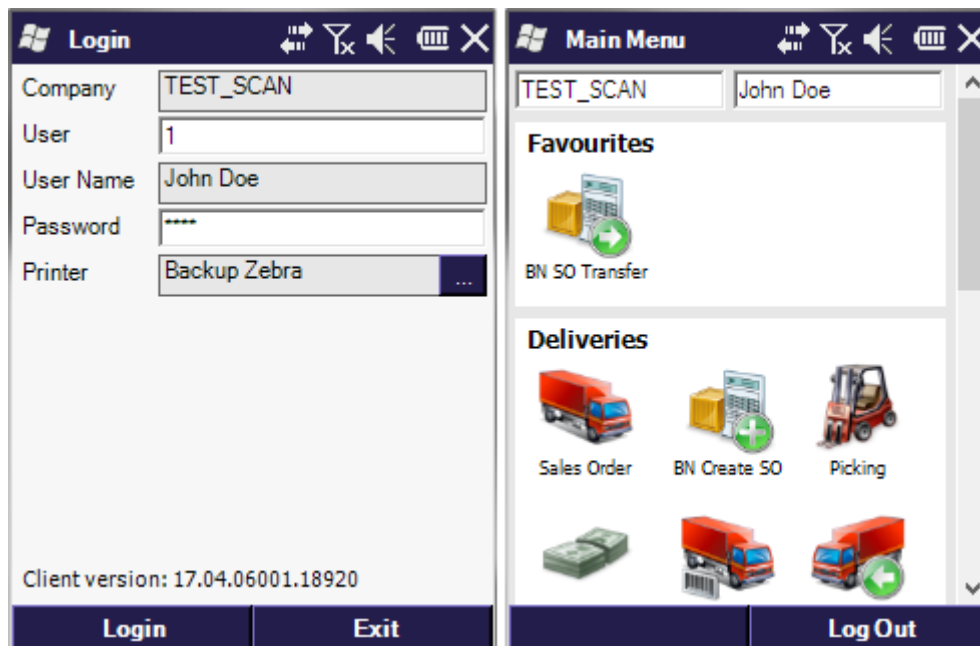 Login
Company TEST_SCAN
User 1
User Name John Doe
Password ****
Printer Backup Zebra ...
Client version: 17.04.06001.18920
Login Exit
Main Menu
TEST_SCAN John Doe
Favourites
BN SO Transfer
Deliveries
Sales Order BN Create SO Picking
Log Out